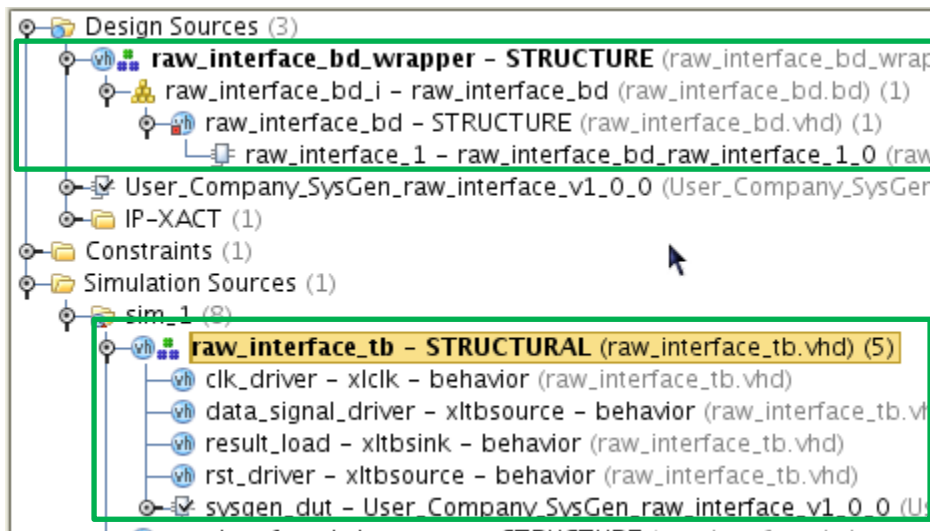 Design Sources (3)
raw_interface_bd_wrapper - STRUCTURE (raw_interface_bd_wrap
raw_interface_bd_i - raw_interface_bd (raw_interface_bd.bd) (1)
raw_interface_bd - STRUCTURE (raw_interface_bd.vhd) (1)
raw_interface_1 - raw_interface_bd_raw_interface_1_0 (raw
User_Company_SysGen_raw_interface_v1_0_0 (User_Company_SysGen
IP-XACT (1)
Constraints (1)
Simulation Sources (1)
sim_1 (8)
raw_interface_tb - STRUCTURAL (raw_interface_tb.vhd) (5)
clk_driver - xlclk - behavior (raw_interface_tb.vhd)
data_signal_driver - xltbsource - behavior (raw_interface_tb.vh
result_load - xltbsink - behavior (raw_interface_tb.vhd)
rst_driver - xltbsource - behavior (raw_interface_tb.vhd)
sysgen_dut - User_Company_SysGen_raw_interface_v1_0_0 (Us